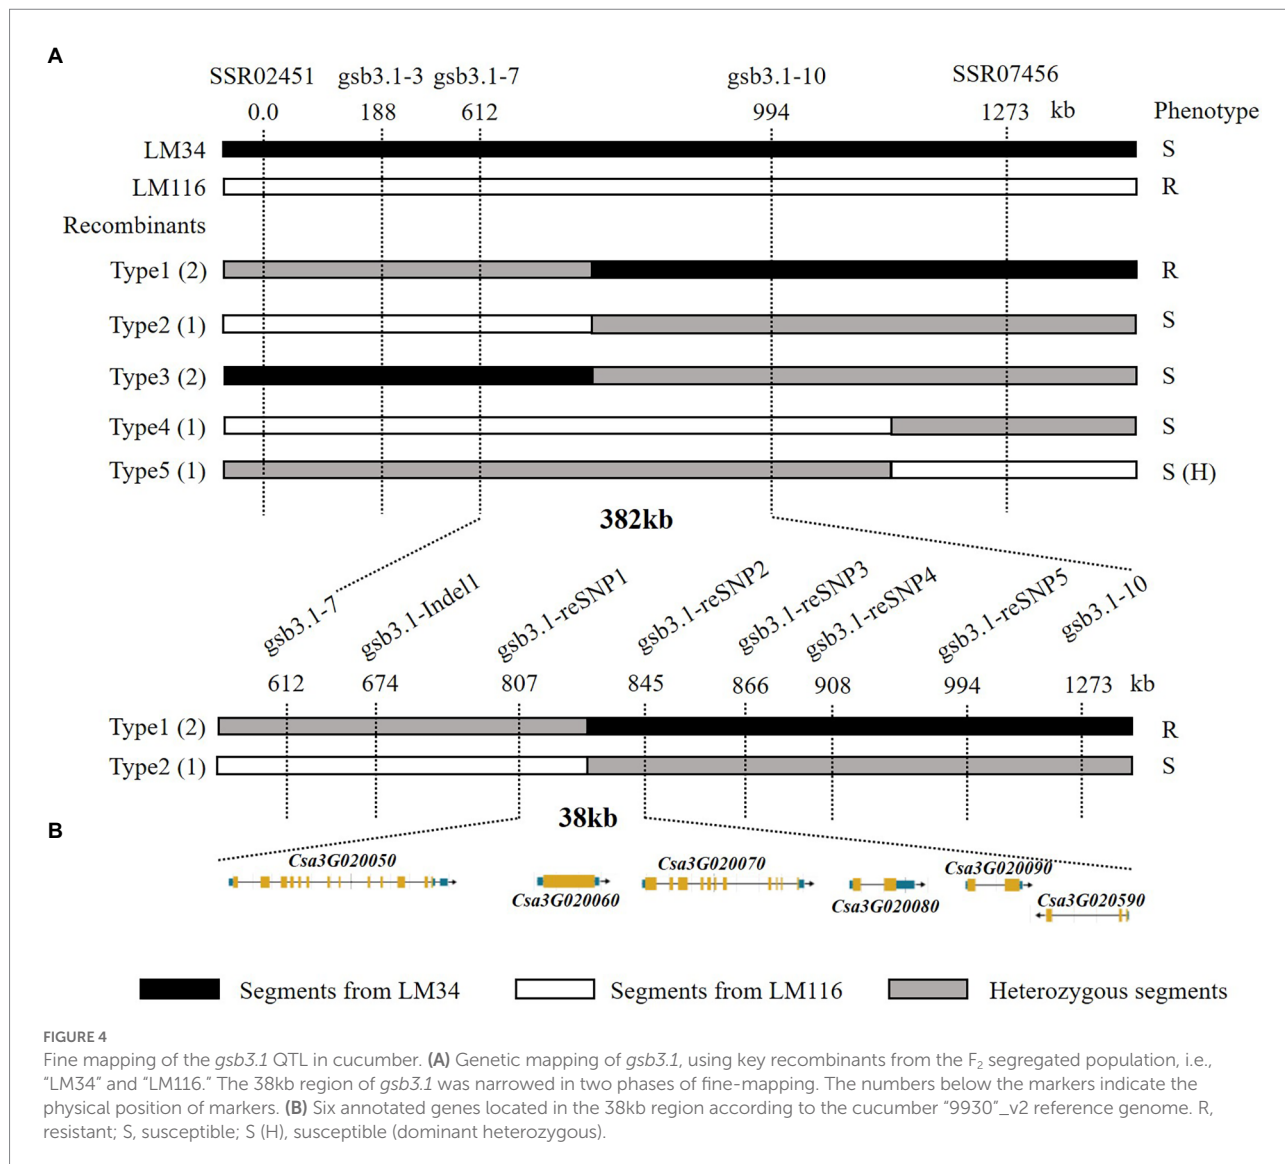 A
SSR02451 gsb3.1-3 gsb3.1-7 gsb3.1-10 SSR07456
0.0 188 612 994 1273 kb Phenotype
LM34 S
LM116 R
Recombinants
Type1 (2) R
Type2 (1) S
Type3 (2) S
Type4 (1) S
Type5 (1) S (H)
382kb
gsb3.1-7 gsb3.1-Indel1 gsb3.1-reSNP1 gsb3.1-reSNP2 gsb3.1-reSNP3 gsb3.1-reSNP4 gsb3.1-reSNP5 gsb3.1-10
612 674 807 845 866 908 994 1273 kb
Type1 (2) R
Type2 (1) S
B
38kb
Csa3G020050 Csa3G020070 Csa3G020090
Csa3G020060 Csa3G020080 Csa3G020590
Segments from LM34 Segments from LM116 Heterozygous segments
FIGURE 4
Fine mapping of the gsb3.1 QTL in cucumber. (A) Genetic mapping of gsb3.1, using key recombinants from the F₂ segregated population, i.e.,
“LM34” and “LM116.” The 38kb region of gsb3.1 was narrowed in two phases of fine-mapping. The numbers below the markers indicate the
physical position of markers. (B) Six annotated genes located in the 38kb region according to the cucumber “9930”_v2 reference genome. R,
resistant; S, susceptible; S (H), susceptible (dominant heterozygous).